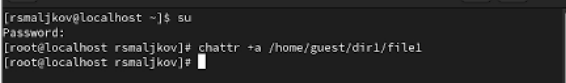 [rsmaljkov@localhost ~]$ su
Password:
[root@localhost rsmaljkov]# chattr +a /home/guest/dir1/file1
[root@localhost rsmaljkov]#